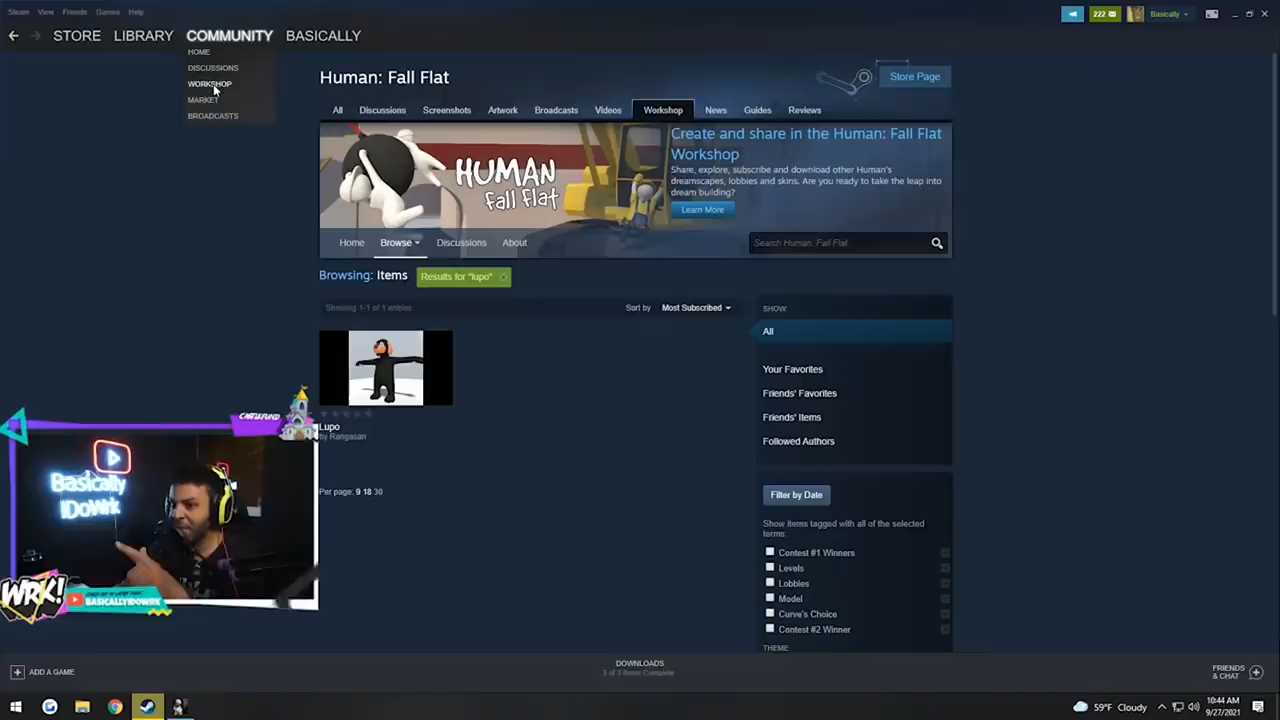 Steam View Friends Games Help
222
Basically
STORE LIBRARY COMMUNITY BASICALLY
HOME
DISCUSSIONS
WORKSHOP
MARKET
BROADCASTS
Human: Fall Flat
Store Page
All Discussions Screenshots Artwork Broadcasts Videos Workshop News Guides Reviews
HUMAN
fall flat
Create and share in the Human: Fall Flat
Workshop
Share, explore, subscribe and download other Human's
dreamscapes, lobbies and skins. Are you ready to take the leap into
dream building?
Learn More
Home Browse Discussions About
Search Human: Fall Flat
Browsing: Items Results for "lupo" x
Showing 1-1 of 1 entries
Sort by Most Subscribed
SHOW:
All
Your Favorites
Friends' Favorites
Friends' Items
Followed Authors
Lupo
by Rangasan
Per page: 9 18 30
Filter by Date
Show items tagged with all of the selected
terms:
Contest #1 Winners
Levels
Lobbies
Model
Curve's Choice
Contest #2 Winner
THEME
CASTLEFUND
Basically
IDoWrk
WRK!
BASICALLYIDOWRK
ADD A GAME
DOWNLOADS
3 of 3 Items Complete
FRIENDS
& CHAT
59°F Cloudy
10:44 AM
9/27/2021